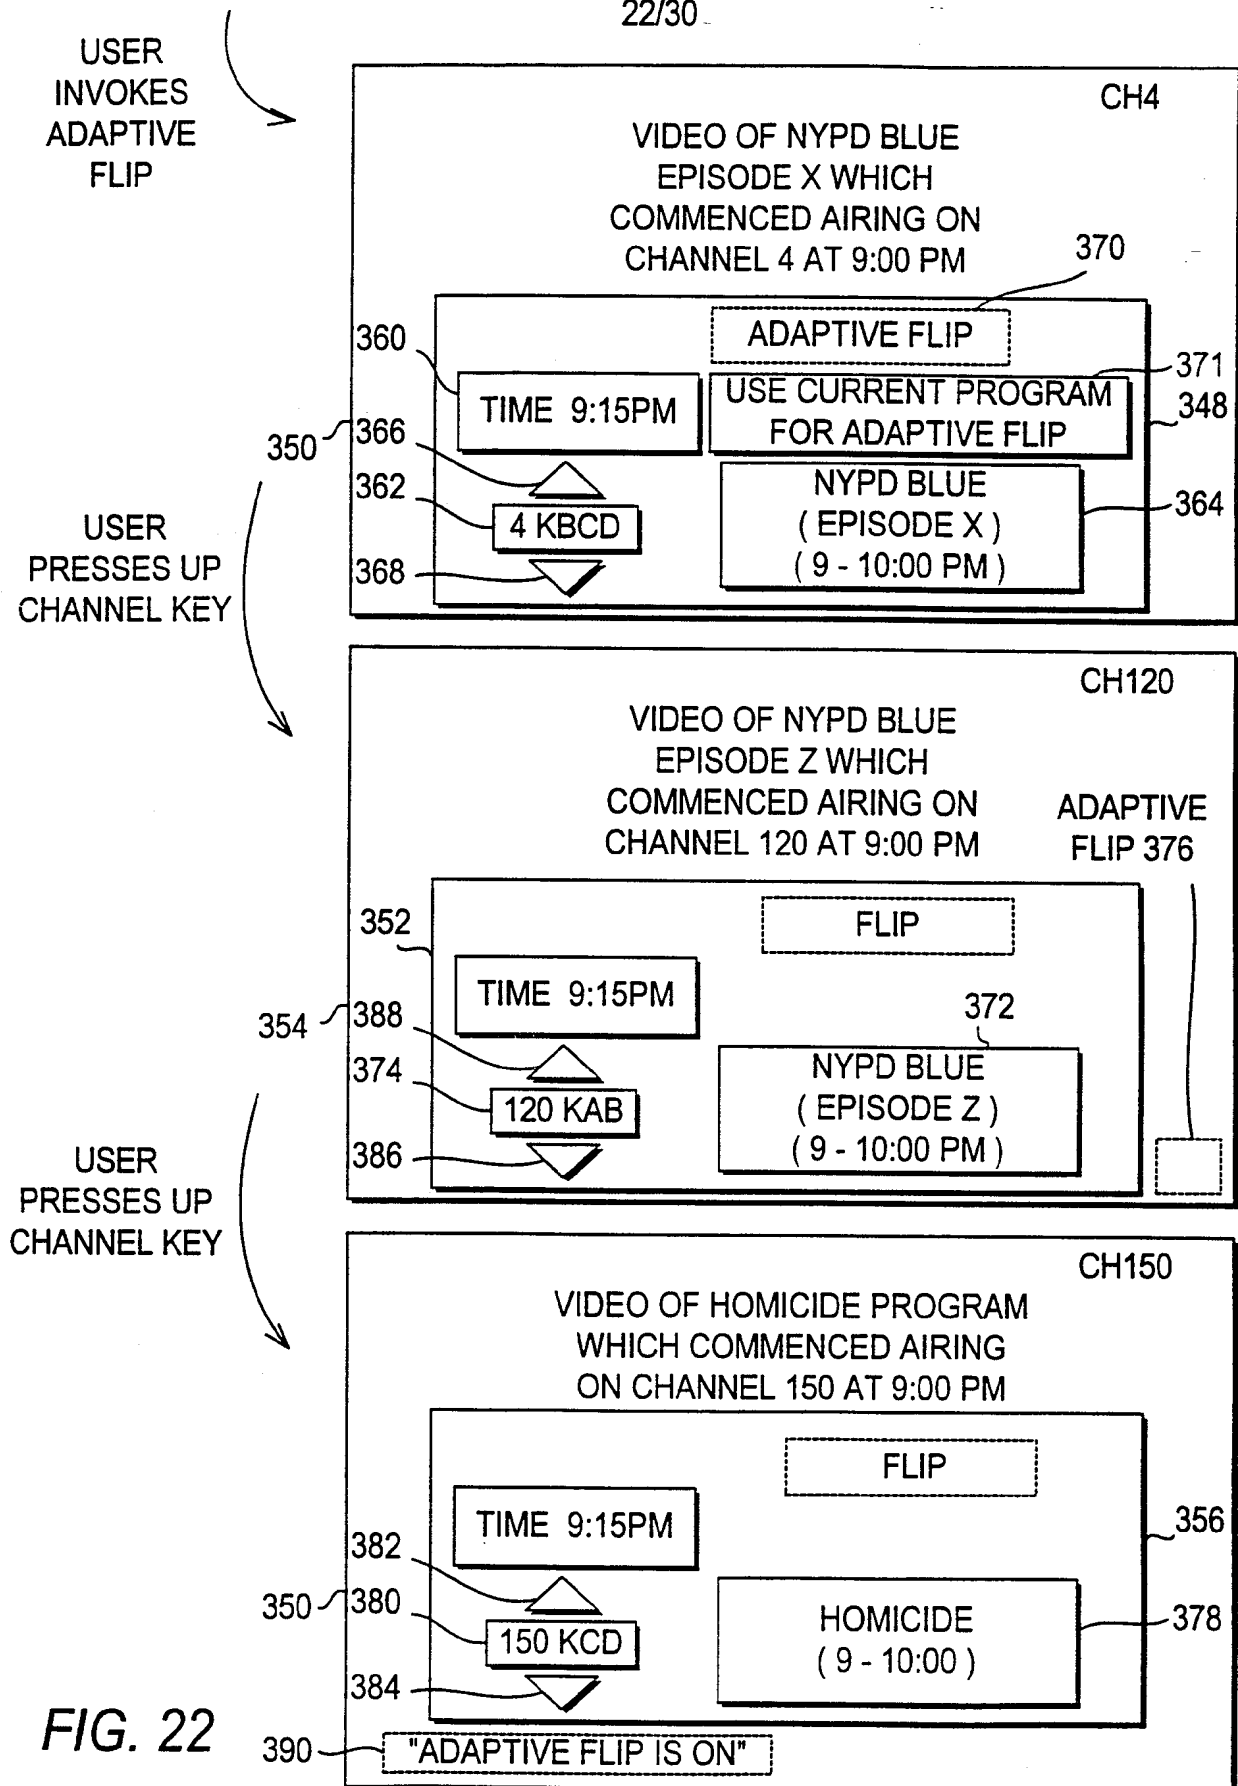 22/30
USER
INVOKES
ADAPTIVE
FLIP
CH4
VIDEO OF NYPD BLUE
EPISODE X WHICH
COMMENCED AIRING ON
CHANNEL 4 AT 9:00 PM
370
ADAPTIVE FLIP
360
371
TIME 9:15PM
USE CURRENT PROGRAM
FOR ADAPTIVE FLIP
348
350
366
362
4 KBCD
368
NYPD BLUE
( EPISODE X )
( 9 - 10:00 PM )
364
USER
PRESSES UP
CHANNEL KEY
CH120
VIDEO OF NYPD BLUE
EPISODE Z WHICH
COMMENCED AIRING ON
CHANNEL 120 AT 9:00 PM
ADAPTIVE
FLIP 376
352
FLIP
TIME 9:15PM
354
388
372
374
120 KAB
386
NYPD BLUE
( EPISODE Z )
( 9 - 10:00 PM )
USER
PRESSES UP
CHANNEL KEY
CH150
VIDEO OF HOMICIDE PROGRAM
WHICH COMMENCED AIRING
ON CHANNEL 150 AT 9:00 PM
FLIP
TIME 9:15PM
356
382
350
380
150 KCD
384
HOMICIDE
( 9 - 10:00 )
378
FIG. 22
390
"ADAPTIVE FLIP IS ON"